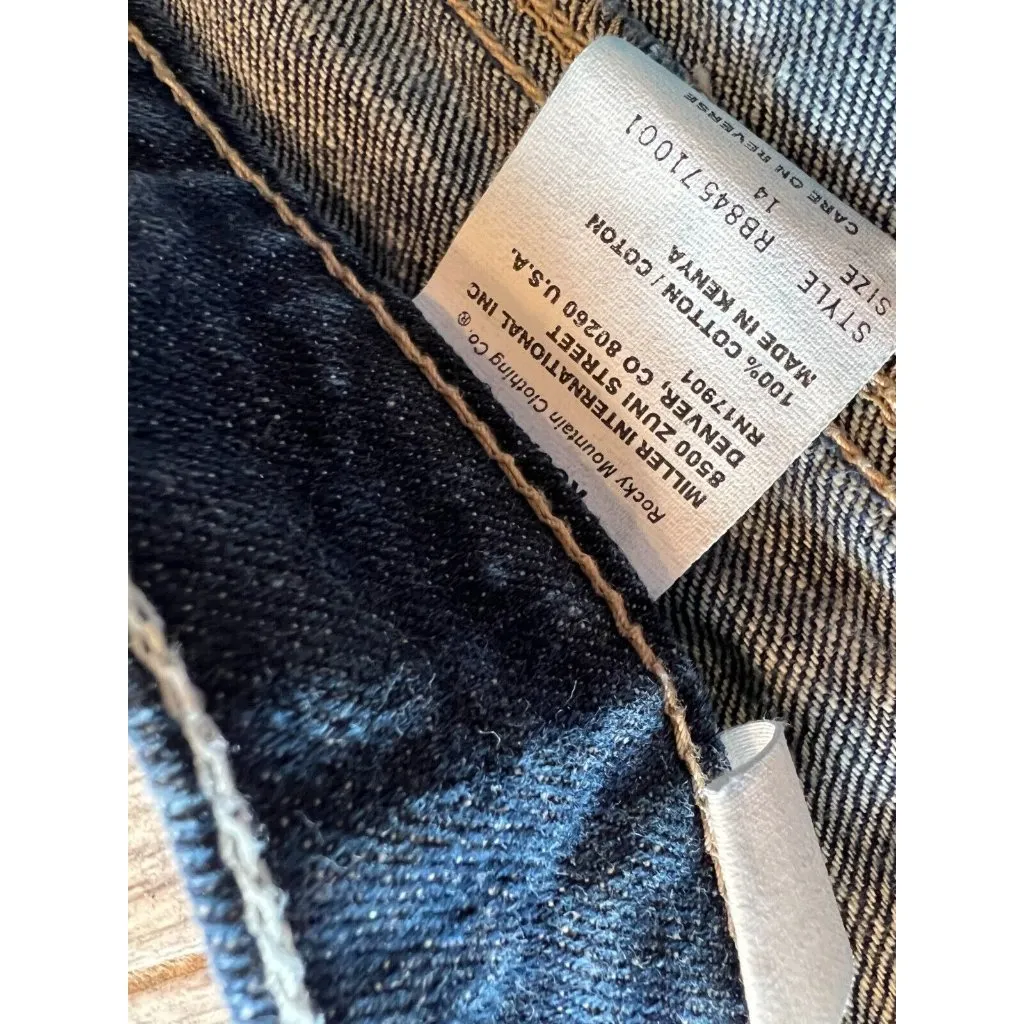 Rocky Mountain Clothing Co.®
MILLER INTERNATIONAL INC
8500 ZUNI STREET
DENVER, CO 80260 U.S.A.
RN17901
100% COTTON / COTON
MADE IN KENYA
STYLE RB84571001
SIZE 14
CARE ON REVERSE